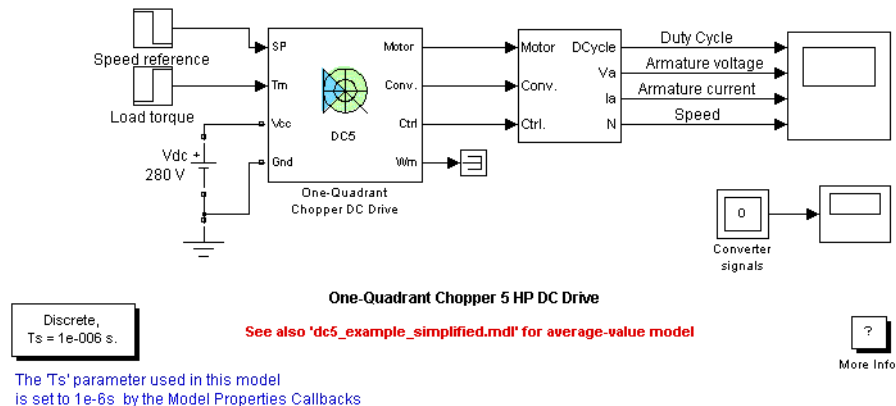 Speed reference
Load torque
Vdc +
280 V
SP
Tm
Vcc
Gnd
Motor
Conv.
Ctrl
Wm
DC5
One-Quadrant
Chopper DC Drive
Motor
Conv.
Ctrl.
DCycle
Va
Ia
N
Duty Cycle
Armature voltage
Armature current
Speed
0
Converter
signals
One-Quadrant Chopper 5 HP DC Drive
Discrete,
Ts = 1e-006 s.
See also 'dc5_example_simplified.mdl' for average-value model
?
More Info
The 'Ts' parameter used in this model
is set to 1e-6s by the Model Properties Callbacks